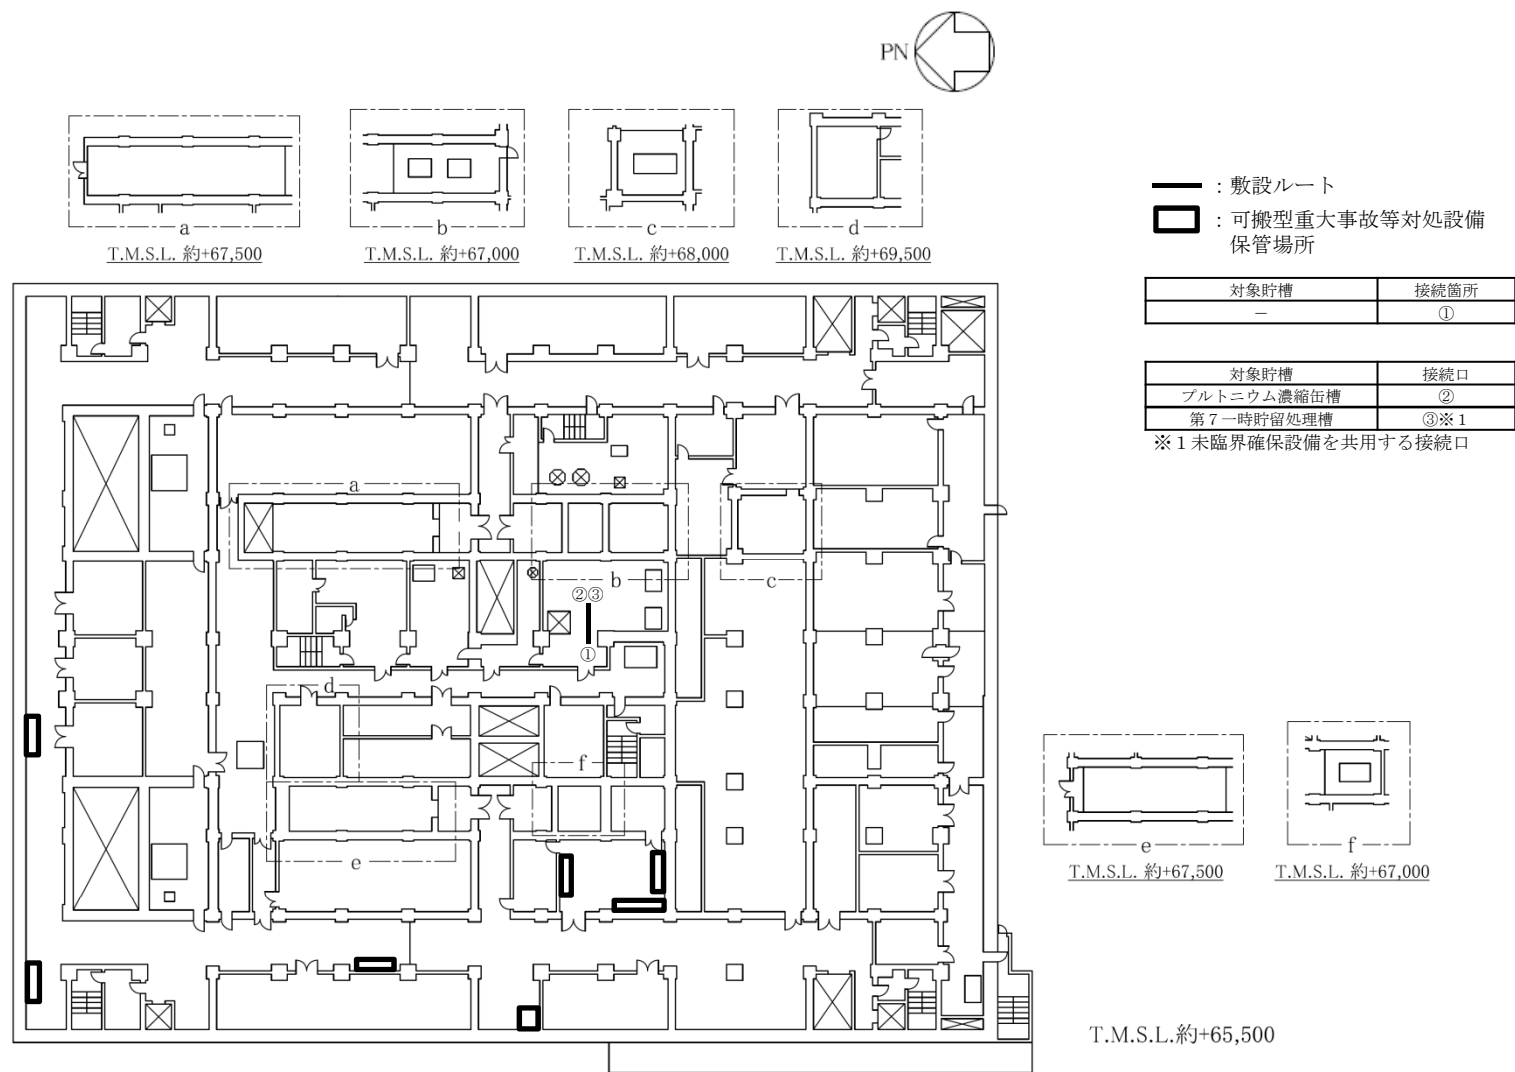 PN
a
T.M.S.L. 約+67,500
b
T.M.S.L. 約+67,000
c
T.M.S.L. 約+68,000
d
T.M.S.L. 約+69,500
:敷設ルート
:可搬型重大事故等対処設備
保管場所
対象貯槽 接続箇所
－ ①
対象貯槽 接続口
プルトニウム濃縮缶槽 ②
第7一時貯留処理槽 ③※1
※1未臨界確保設備を共用する接続口
a
b
c
②③
①
d
f
e
e
T.M.S.L. 約+67,500
f
T.M.S.L. 約+67,000
T.M.S.L.約+65,500